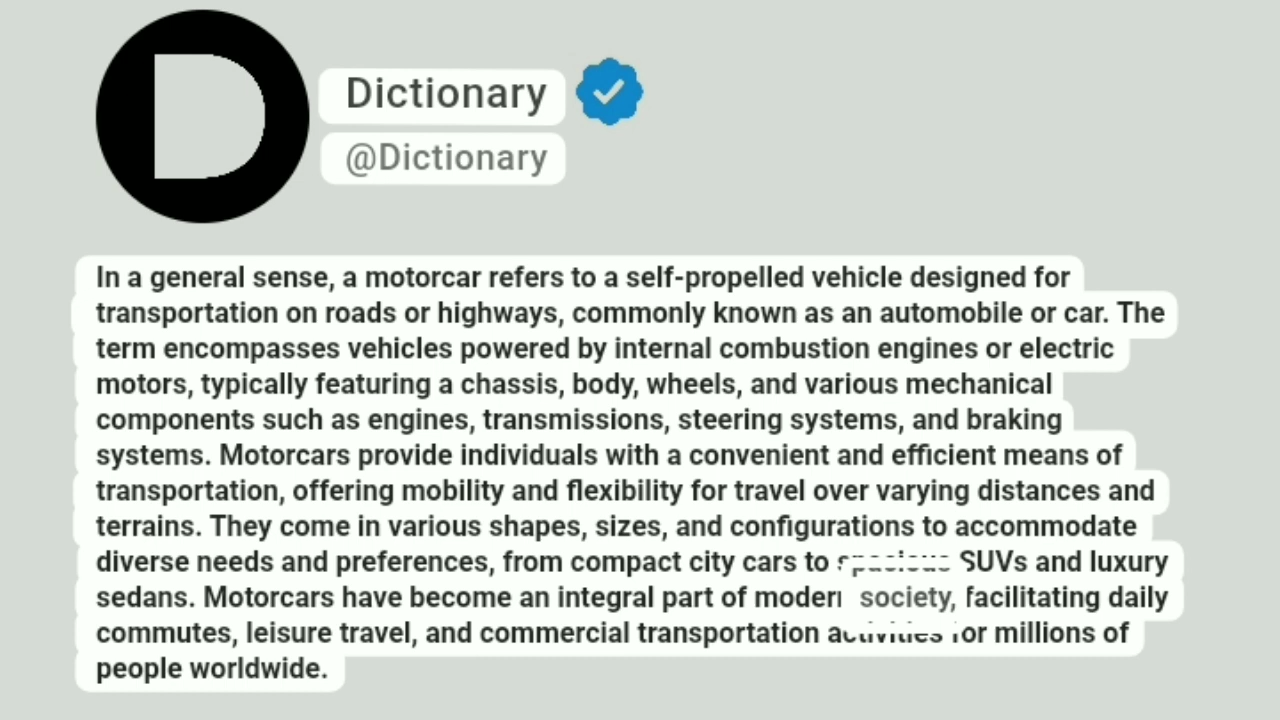 D
Dictionary
@Dictionary
In a general sense, a motorcar refers to a self-propelled vehicle designed for
transportation on roads or highways, commonly known as an automobile or car. The
term encompasses vehicles powered by internal combustion engines or electric
motors, typically featuring a chassis, body, wheels, and various mechanical
components such as engines, transmissions, steering systems, and braking
systems. Motorcars provide individuals with a convenient and efficient means of
transportation, offering mobility and flexibility for travel over varying distances and
terrains. They come in various shapes, sizes, and configurations to accommodate
diverse needs and preferences, from compact city cars to spacious SUVs and luxury
sedans. Motorcars have become an integral part of modern society, facilitating daily
commutes, leisure travel, and commercial transportation activities for millions of
people worldwide.